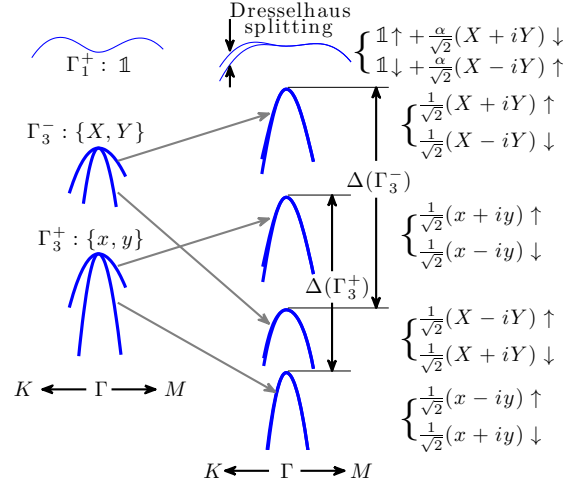 Dresselhaus
splitting
Γ₁⁺ : 𝟙
𝟙↑ + α/√2 (X + iY) ↓
𝟙↓ + α/√2 (X − iY) ↑
Γ₃⁻ : {X, Y}
1/√2 (X + iY) ↑
1/√2 (X − iY) ↓
Δ(Γ₃⁻)
Γ₃⁺ : {x, y}
1/√2 (x + iy) ↑
1/√2 (x − iy) ↓
Δ(Γ₃⁺)
1/√2 (X − iY) ↑
1/√2 (X + iY) ↓
K Γ M
1/√2 (x − iy) ↑
1/√2 (x + iy) ↓
K Γ M